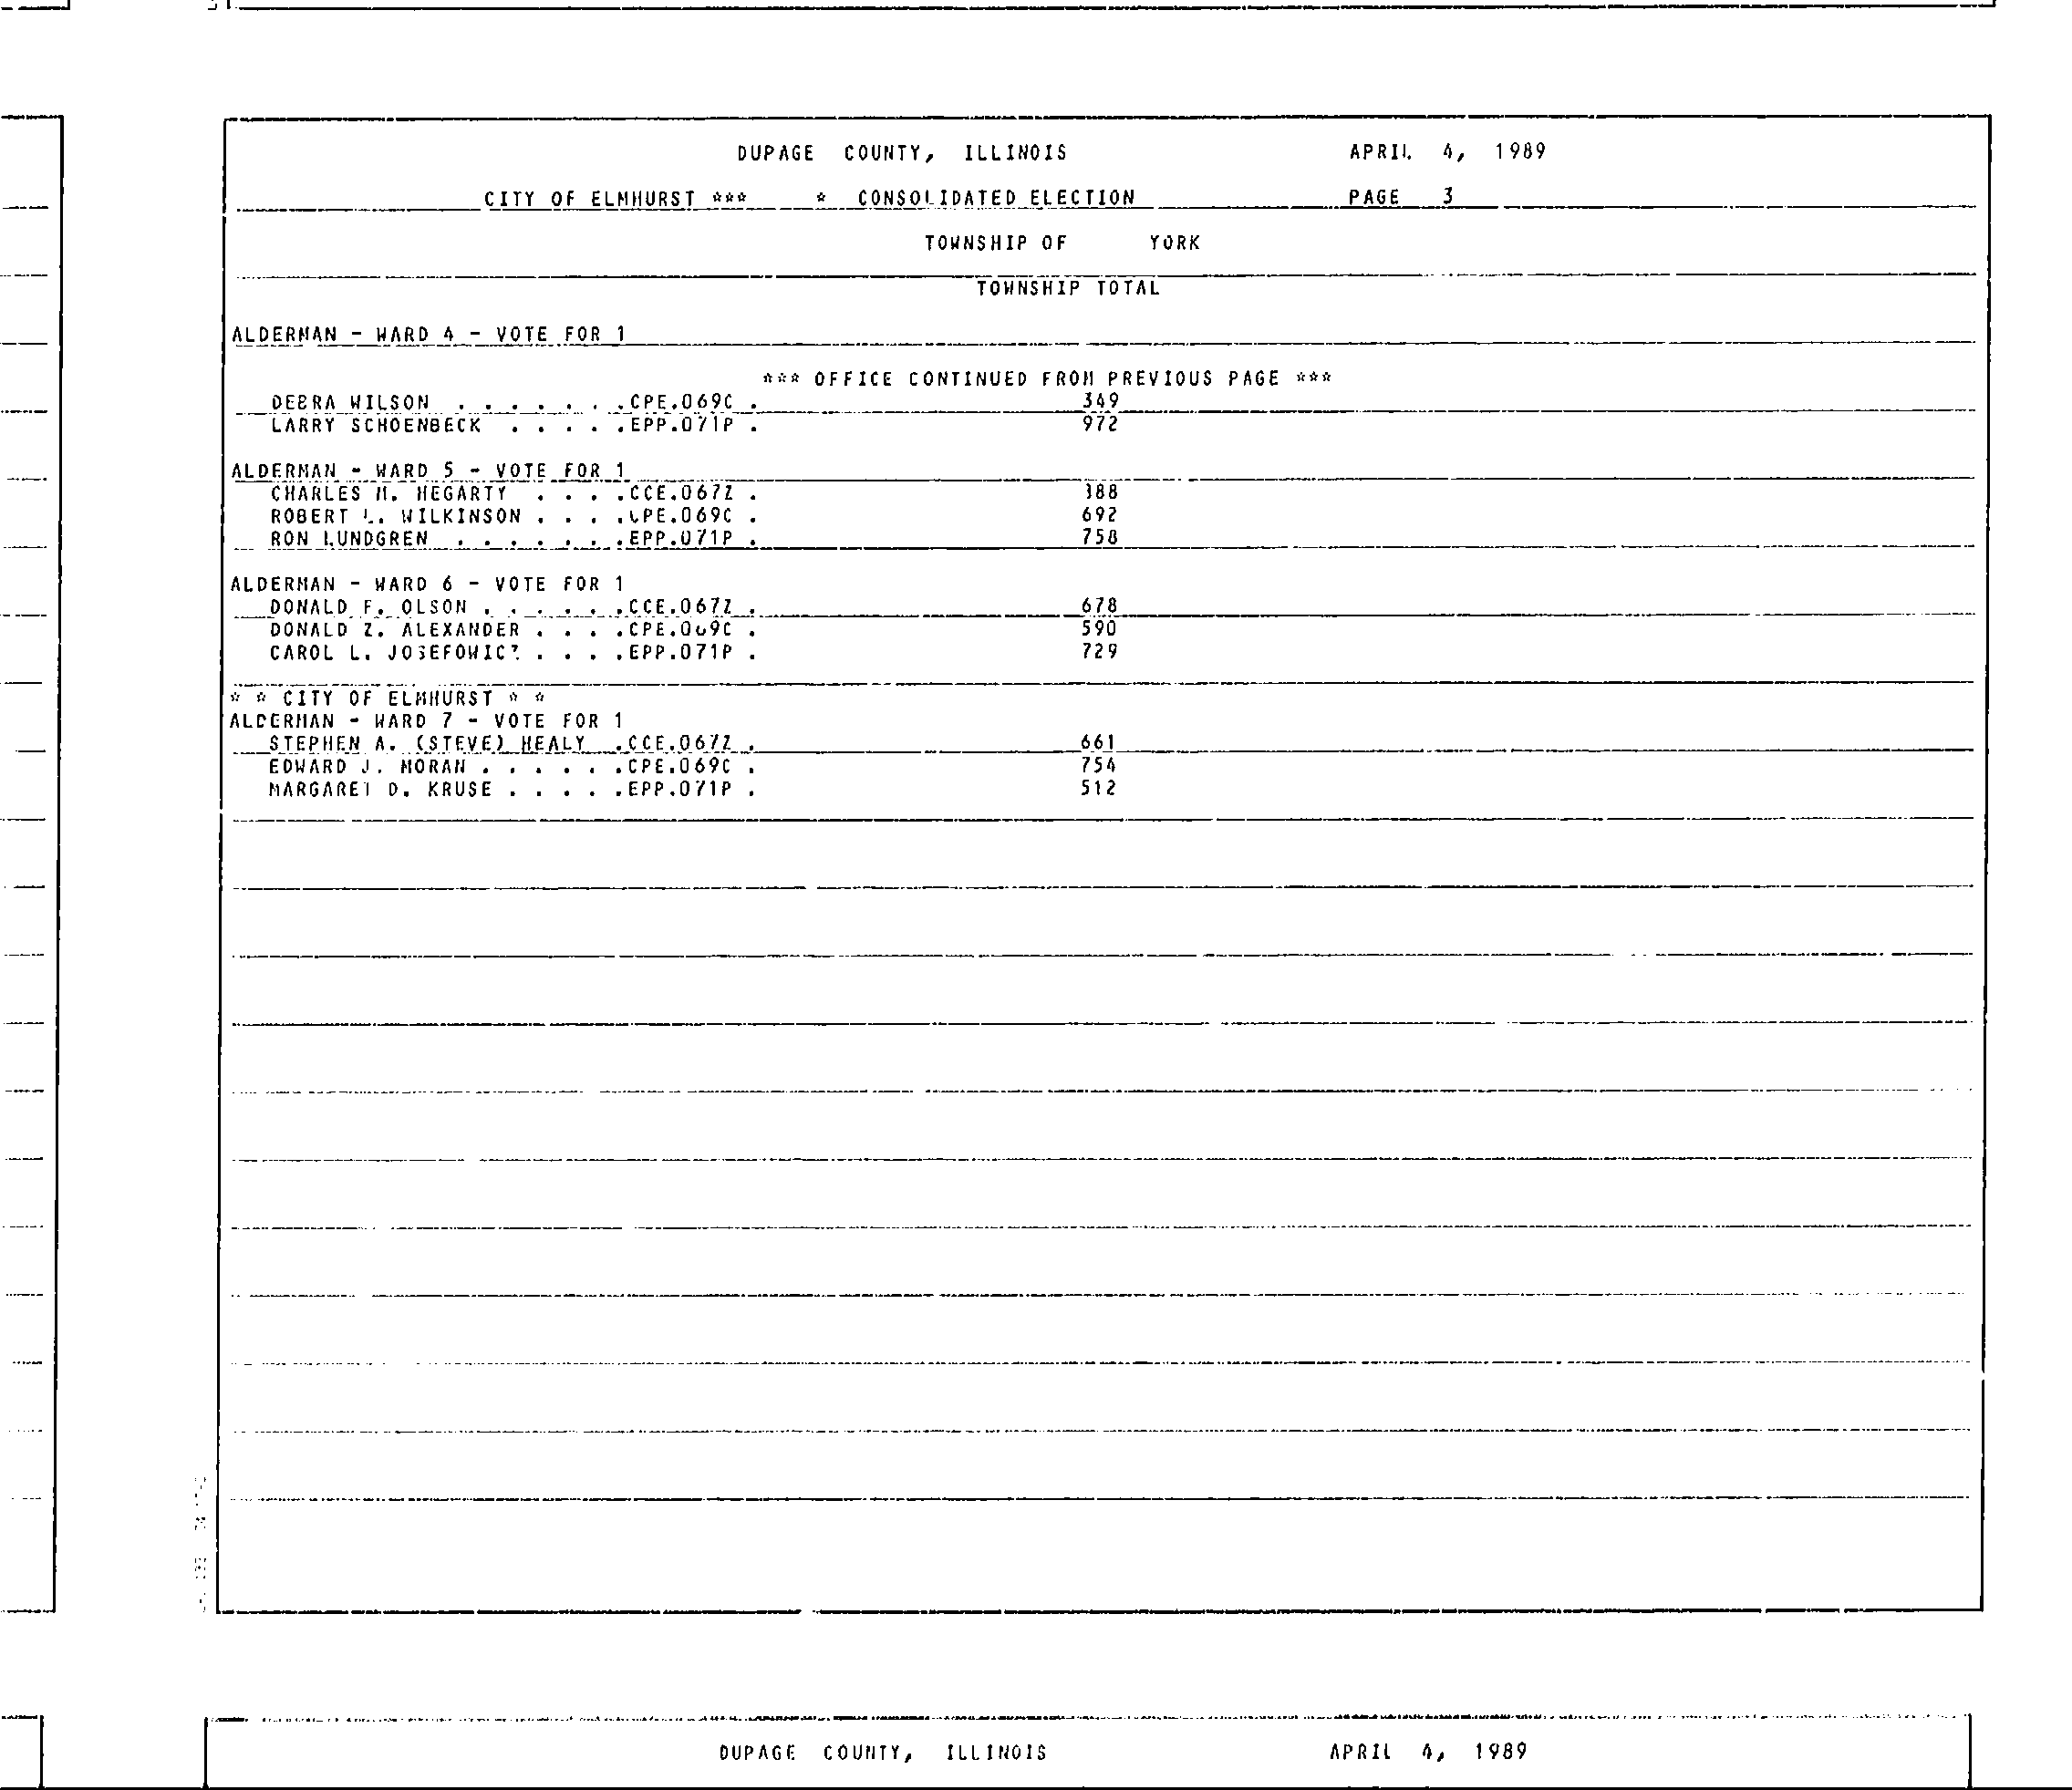 DUPAGE COUNTY, ILLINOIS APRIL 4, 1989
CITY OF ELMHURST *** * CONSOLIDATED ELECTION PAGE 3
TOWNSHIP OF YORK
TOWNSHIP TOTAL
ALDERMAN - WARD 4 - VOTE FOR 1
*** OFFICE CONTINUED FROM PREVIOUS PAGE ***
DEBRA WILSON . . . . . . .CPE.069C . 349
LARRY SCHOENBECK . . . . .EPP.071P . 972
ALDERMAN - WARD 5 - VOTE FOR 1
CHARLES M. HEGARTY . . . .CCE.067Z . 388
ROBERT L. WILKINSON . . . .CPE.069C . 692
RON LUNDGREN . . . . . . .EPP.071P . 758
ALDERMAN - WARD 6 - VOTE FOR 1
DONALD F. OLSON . . . . . .CCE.067Z . 678
DONALD Z. ALEXANDER . . . .CPE.069C . 590
CAROL L. JOSEFOWICZ . . . .EPP.071P . 729
* * CITY OF ELMHURST * *
ALDERMAN - WARD 7 - VOTE FOR 1
STEPHEN A. (STEVE) HEALY .CCE.067Z . 661
EDWARD J. MORAN . . . . . .CPE.069C . 754
MARGARET D. KRUSE . . . . .EPP.071P . 512
DUPAGE COUNTY, ILLINOIS APRIL 4, 1989